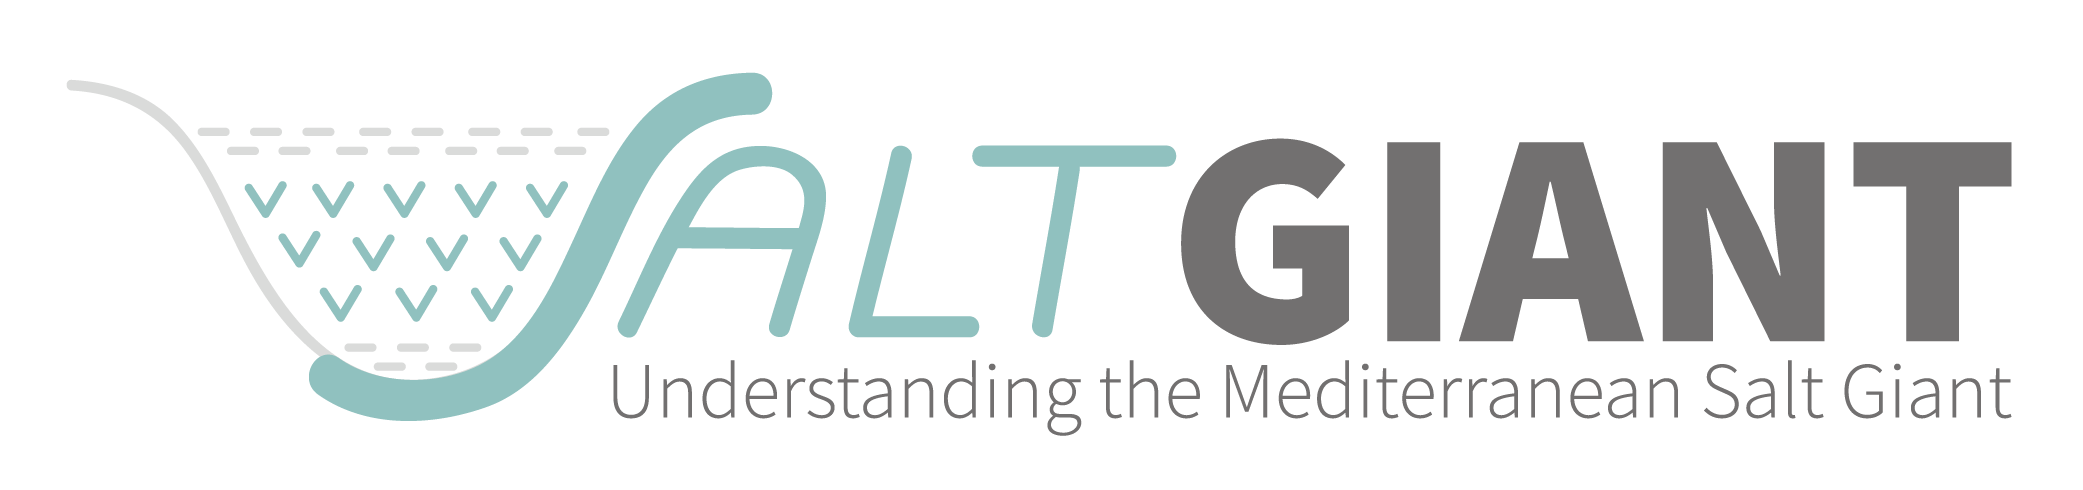 SALTGIANT
Understanding the Mediterranean Salt Giant